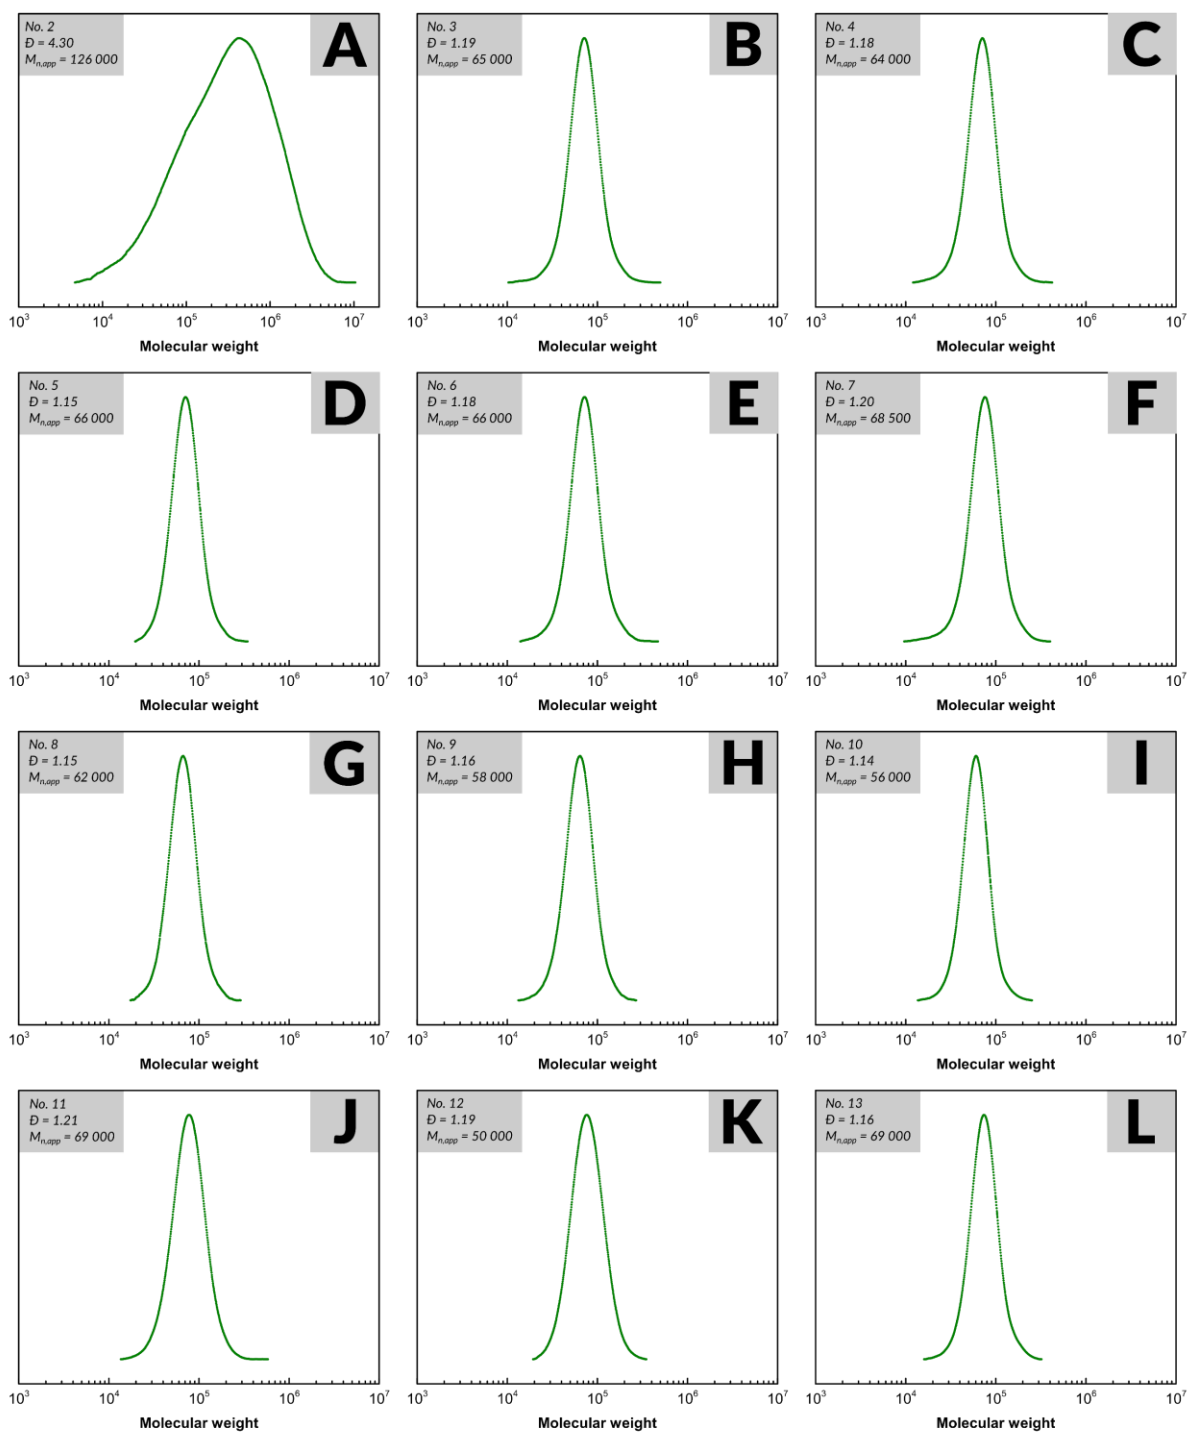 No. 2
Đ = 4.30
Mn,app = 126 000
A
10³ 10⁴ 10⁵ 10⁶ 10⁷
Molecular weight
No. 3
Đ = 1.19
Mn,app = 65 000
B
10³ 10⁴ 10⁵ 10⁶ 10⁷
Molecular weight
No. 4
Đ = 1.18
Mn,app = 64 000
C
10³ 10⁴ 10⁵ 10⁶ 10⁷
Molecular weight
No. 5
Đ = 1.15
Mn,app = 66 000
D
10³ 10⁴ 10⁵ 10⁶ 10⁷
Molecular weight
No. 6
Đ = 1.18
Mn,app = 66 000
E
10³ 10⁴ 10⁵ 10⁶ 10⁷
Molecular weight
No. 7
Đ = 1.20
Mn,app = 68 500
F
10³ 10⁴ 10⁵ 10⁶ 10⁷
Molecular weight
No. 8
Đ = 1.15
Mn,app = 62 000
G
10³ 10⁴ 10⁵ 10⁶ 10⁷
Molecular weight
No. 9
Đ = 1.16
Mn,app = 58 000
H
10³ 10⁴ 10⁵ 10⁶ 10⁷
Molecular weight
No. 10
Đ = 1.14
Mn,app = 56 000
I
10³ 10⁴ 10⁵ 10⁶ 10⁷
Molecular weight
No. 11
Đ = 1.21
Mn,app = 69 000
J
10³ 10⁴ 10⁵ 10⁶ 10⁷
Molecular weight
No. 12
Đ = 1.19
Mn,app = 50 000
K
10³ 10⁴ 10⁵ 10⁶ 10⁷
Molecular weight
No. 13
Đ = 1.16
Mn,app = 69 000
L
10³ 10⁴ 10⁵ 10⁶ 10⁷
Molecular weight